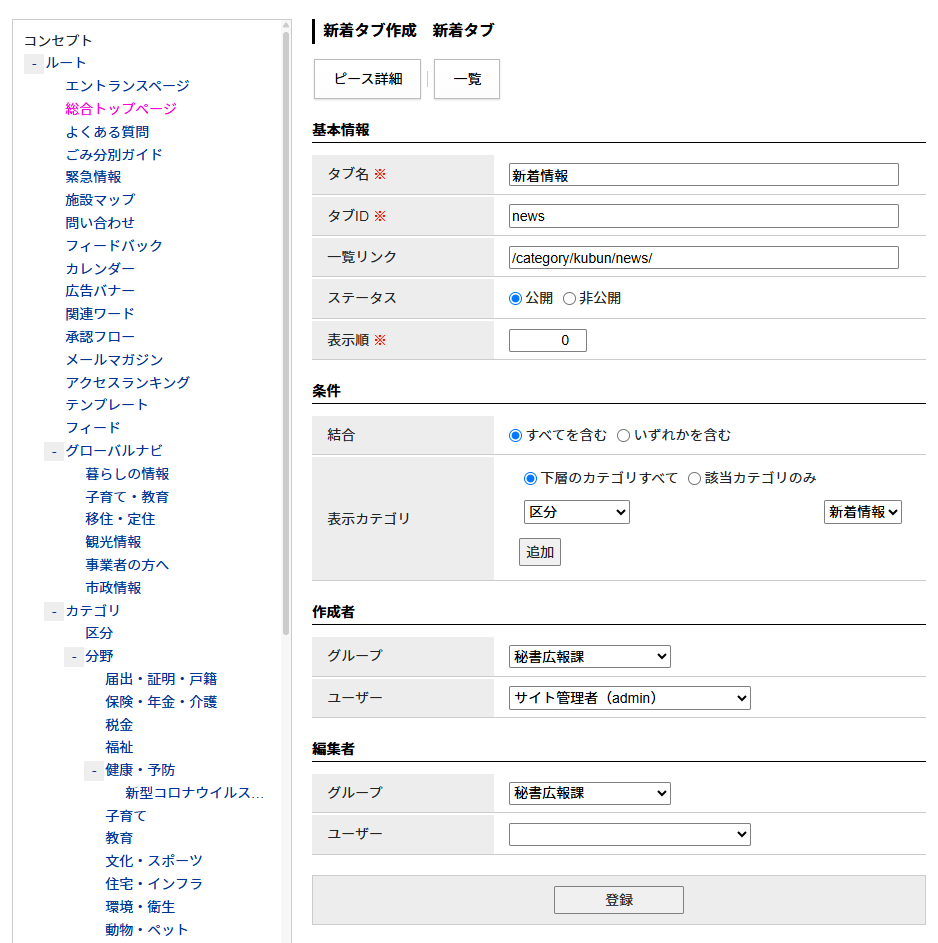 コンセプト
- ルート
エントランスページ
総合トップページ
よくある質問
ごみ分別ガイド
緊急情報
施設マップ
問い合わせ
フィードバック
カレンダー
広告バナー
関連ワード
承認フロー
メールマガジン
アクセスランキング
テンプレート
フィード
- グローバルナビ
暮らしの情報
子育て・教育
移住・定住
観光情報
事業者の方へ
市政情報
- カテゴリ
区分
- 分野
届出・証明・戸籍
保険・年金・介護
税金
福祉
- 健康・予防
新型コロナウイルス…
子育て
教育
文化・スポーツ
住宅・インフラ
環境・衛生
動物・ペット
新着タブ作成 新着タブ
ピース詳細 一覧
基本情報
タブ名 ※ 新着情報
タブID ※ news
一覧リンク /category/kubun/news/
ステータス 公開 非公開
表示順 ※ 0
条件
結合 すべてを含む いずれかを含む
下層のカテゴリすべて 該当カテゴリのみ
表示カテゴリ 区分 新着情報
追加
作成者
グループ 秘書広報課
ユーザー サイト管理者（admin）
編集者
グループ 秘書広報課
ユーザー
登録